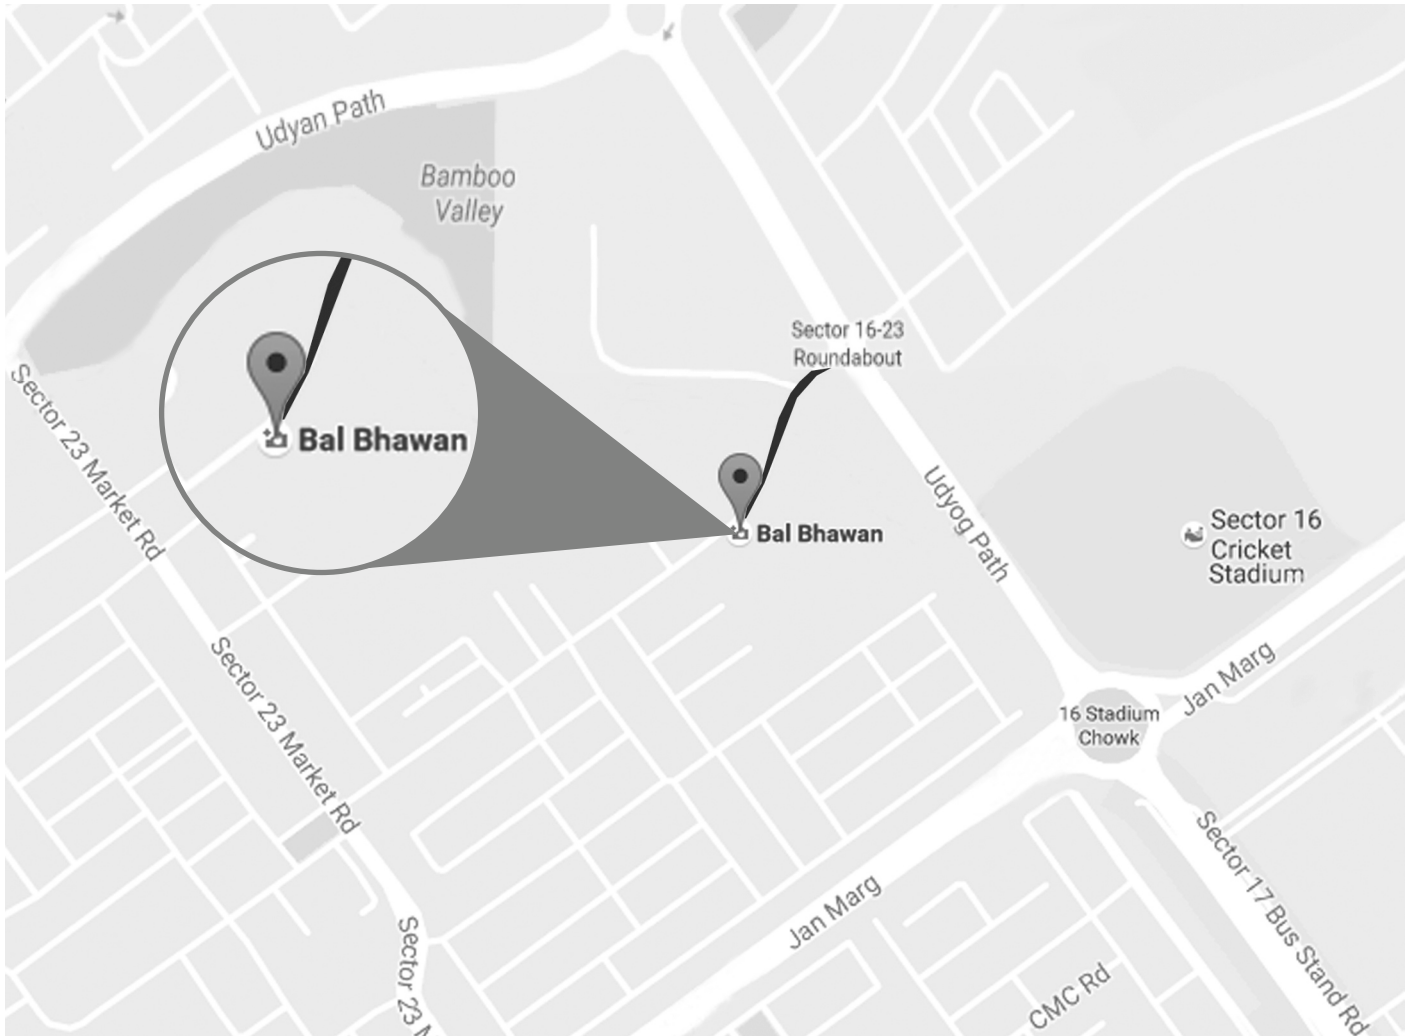 Udyan Path
Bamboo
Valley
Sector 16-23
Roundabout
Bal Bhawan
Bal Bhawan
Sector 23 Market Rd
Udyog Path
Sector 16
Cricket
Stadium
Sector 23 Market Rd
Jan Marg
16 Stadium
Chowk
Sector 17 Bus Stand Rd
Jan Marg
Sector 23 M
CMC Rd